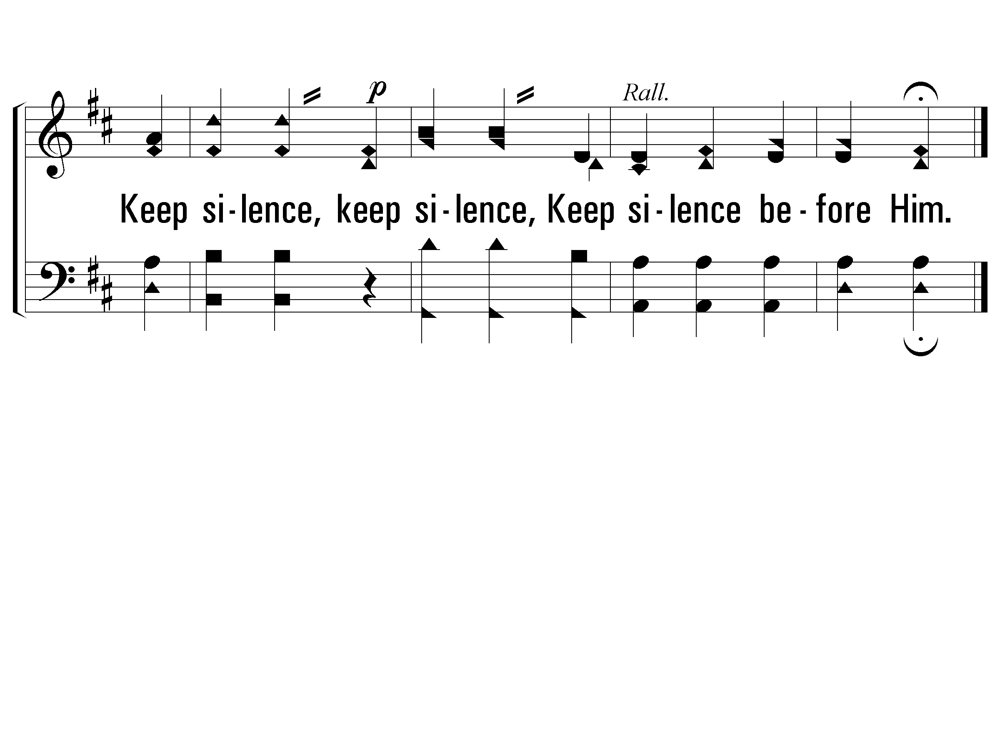 p
Rall.
Keep si - lence, keep si - lence, Keep si - lence be - fore Him.